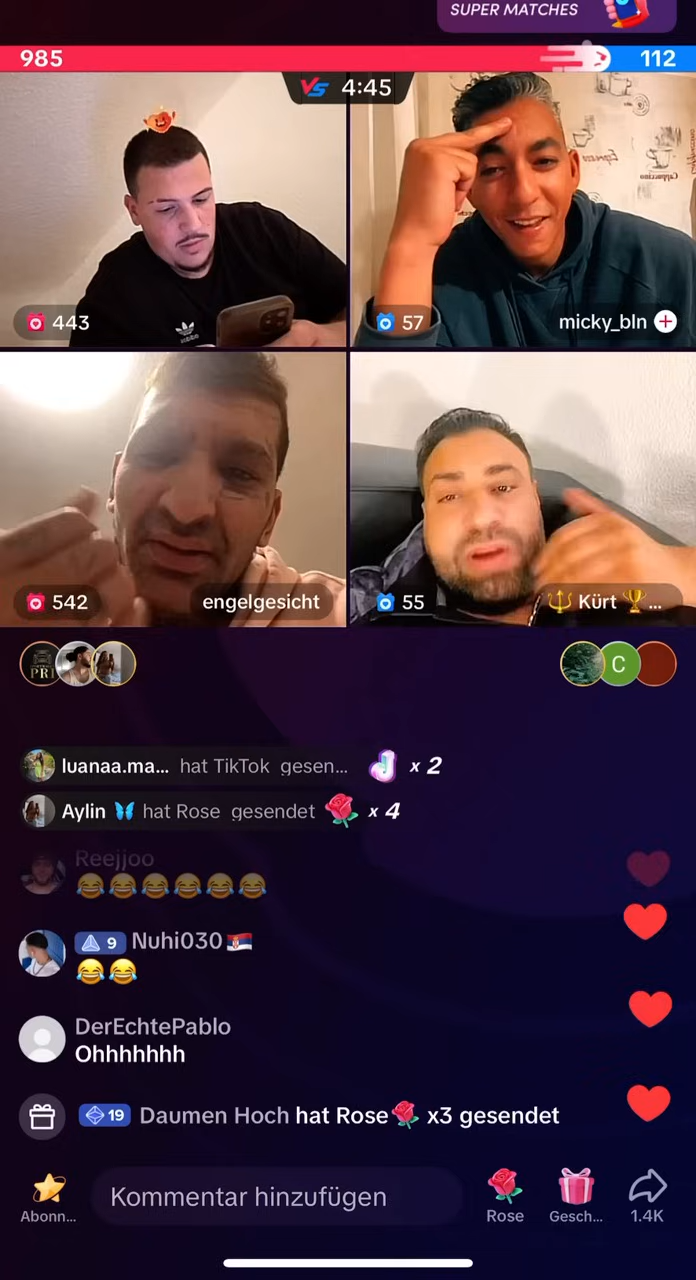 SUPER MATCHES
985
112
VS 4:45
443
57
micky_bln
542
engelgesicht
55
🔱 Kürt 🏆...
PRI
C
luanaa.ma... hat TikTok gesen... x 2
Aylin 🦋 hat Rose gesendet 🌹 x 4
Reejjoo
😂😂😂😂😂😂
9 Nuhi030🇷🇸
😂😂
DerEchtePablo
Ohhhhhhh
19 Daumen Hoch hat Rose🌹 x3 gesendet
Abonn...
Kommentar hinzufügen
Rose
Gesch...
1.4K